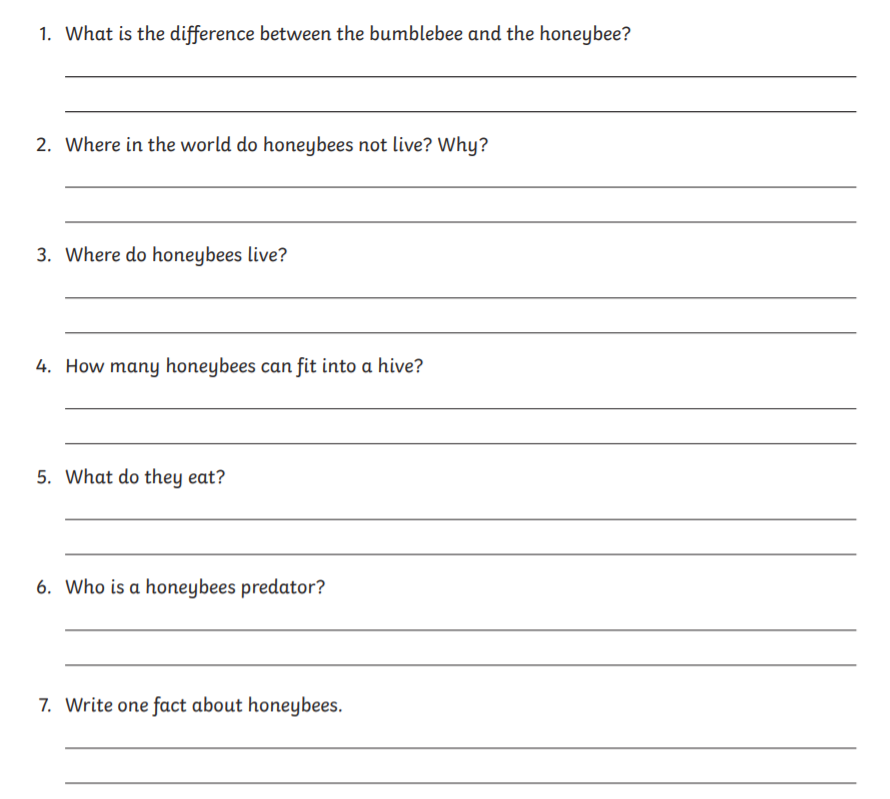 1. What is the difference between the bumblebee and the honeybee?
2. Where in the world do honeybees not live? Why?
3. Where do honeybees live?
4. How many honeybees can fit into a hive?
5. What do they eat?
6. Who is a honeybees predator?
7. Write one fact about honeybees.